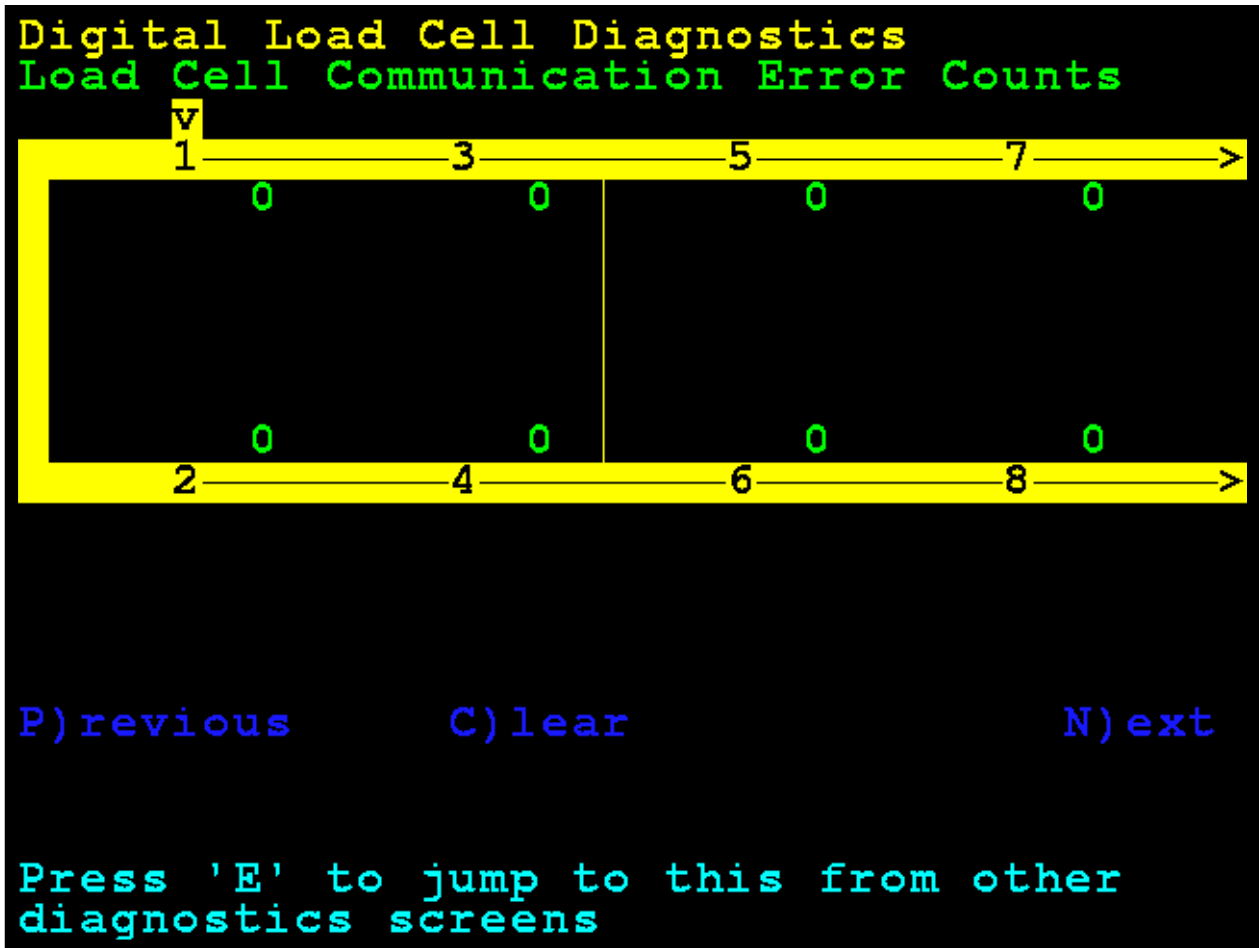 Digital Load Cell Diagnostics
Load Cell Communication Error Counts
v
1 3 5 7 >
0 0 0 0
0 0 0 0
2 4 6 8 >
P)revious C)lear N)ext
Press 'E' to jump to this from other
diagnostics screens